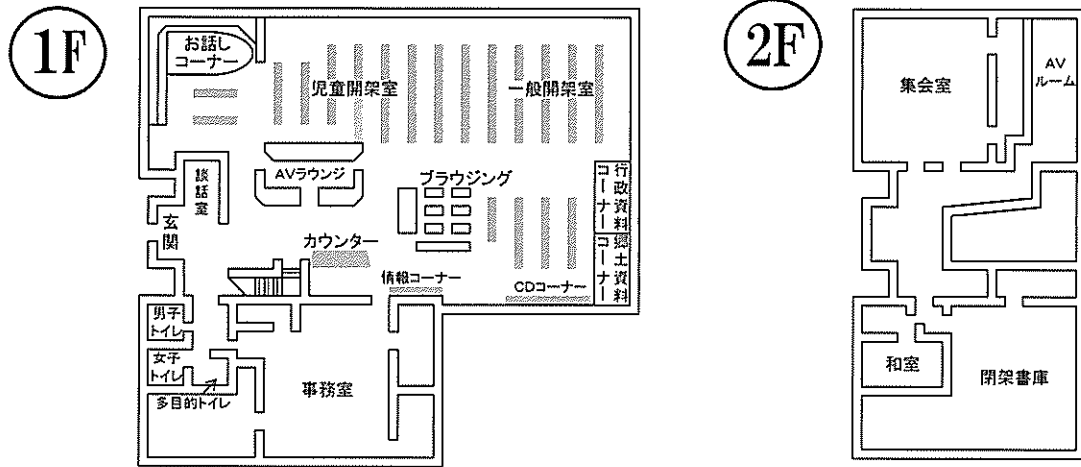 1F
お話し
コーナー
児童開架室
一般開架室
談話室
AVラウンジ
ブラウジング
行政資料
コーナー
玄関
カウンター
郷土資料
コーナー
情報コーナー
CDコーナー
男子
トイレ
女子
トイレ
多目的トイレ
事務室
2F
集会室
AV
ルーム
和室
閉架書庫